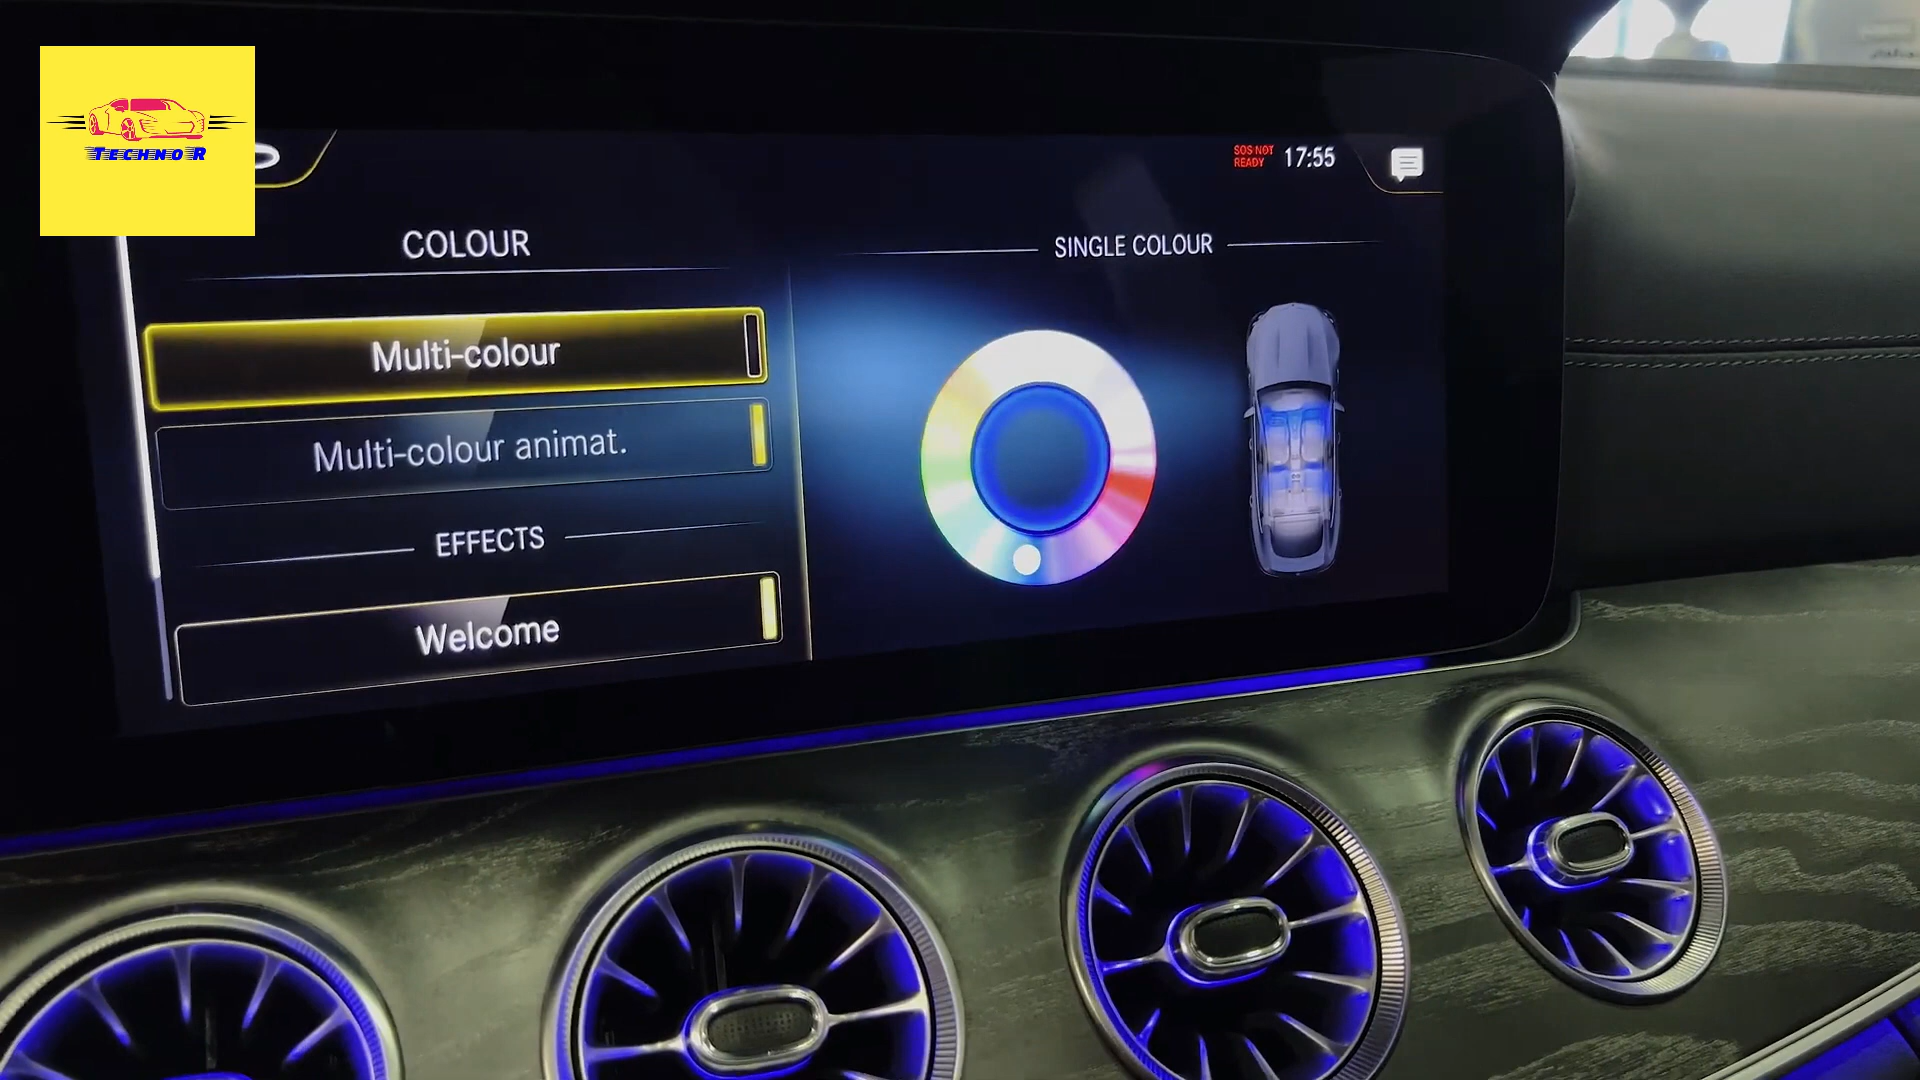 TECHNO R
SOS NOT
READY
17:55
COLOUR
SINGLE COLOUR
Multi-colour
Multi-colour animat.
EFFECTS
Welcome